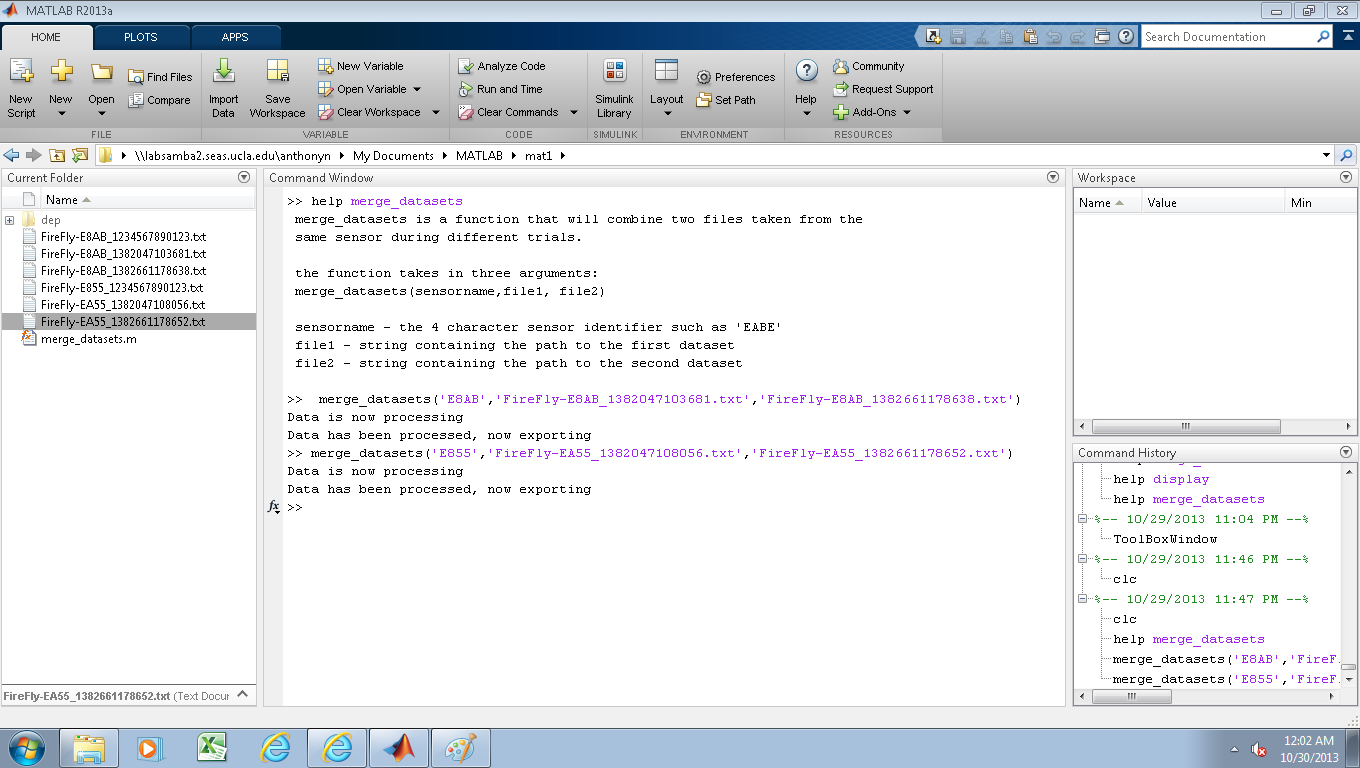 MATLAB R2013a
HOME PLOTS APPS
Search Documentation
New Script
New
Open
Find Files
Compare
FILE
Import Data
Save Workspace
New Variable
Open Variable
Clear Workspace
VARIABLE
Analyze Code
Run and Time
Clear Commands
CODE
Simulink Library
SIMULINK
Layout
Preferences
Set Path
ENVIRONMENT
Help
Community
Request Support
Add-Ons
RESOURCES
\\labsamba2.seas.ucla.edu\anthonyn My Documents MATLAB mat1
Current Folder
Name
dep
FireFly-E8AB_1234567890123.txt
FireFly-E8AB_1382047103681.txt
FireFly-E8AB_1382661178638.txt
FireFly-E855_1234567890123.txt
FireFly-EA55_1382047108056.txt
FireFly-EA55_1382661178652.txt
merge_datasets.m
FireFly-EA55_1382661178652.txt (Text Docur
Command Window
>> help merge_datasets
merge_datasets is a function that will combine two files taken from the
same sensor during different trials.
the function takes in three arguments:
merge_datasets(sensorname,file1, file2)
sensorname - the 4 character sensor identifier such as 'EABE'
file1 - string containing the path to the first dataset
file2 - string containing the path to the second dataset
>>  merge_datasets('E8AB','FireFly-E8AB_1382047103681.txt','FireFly-E8AB_1382661178638.txt')
Data is now processing
Data has been processed, now exporting
>> merge_datasets('E855','FireFly-EA55_1382047108056.txt','FireFly-EA55_1382661178652.txt')
Data is now processing
Data has been processed, now exporting
fx >>
Workspace
Name Value Min
Command History
help display
help merge_datasets
%-- 10/29/2013 11:04 PM --%
ToolBoxWindow
%-- 10/29/2013 11:46 PM --%
clc
%-- 10/29/2013 11:47 PM --%
clc
help merge_datasets
merge_datasets('E8AB','FireF
merge_datasets('E855','FireF
12:02 AM
10/30/2013